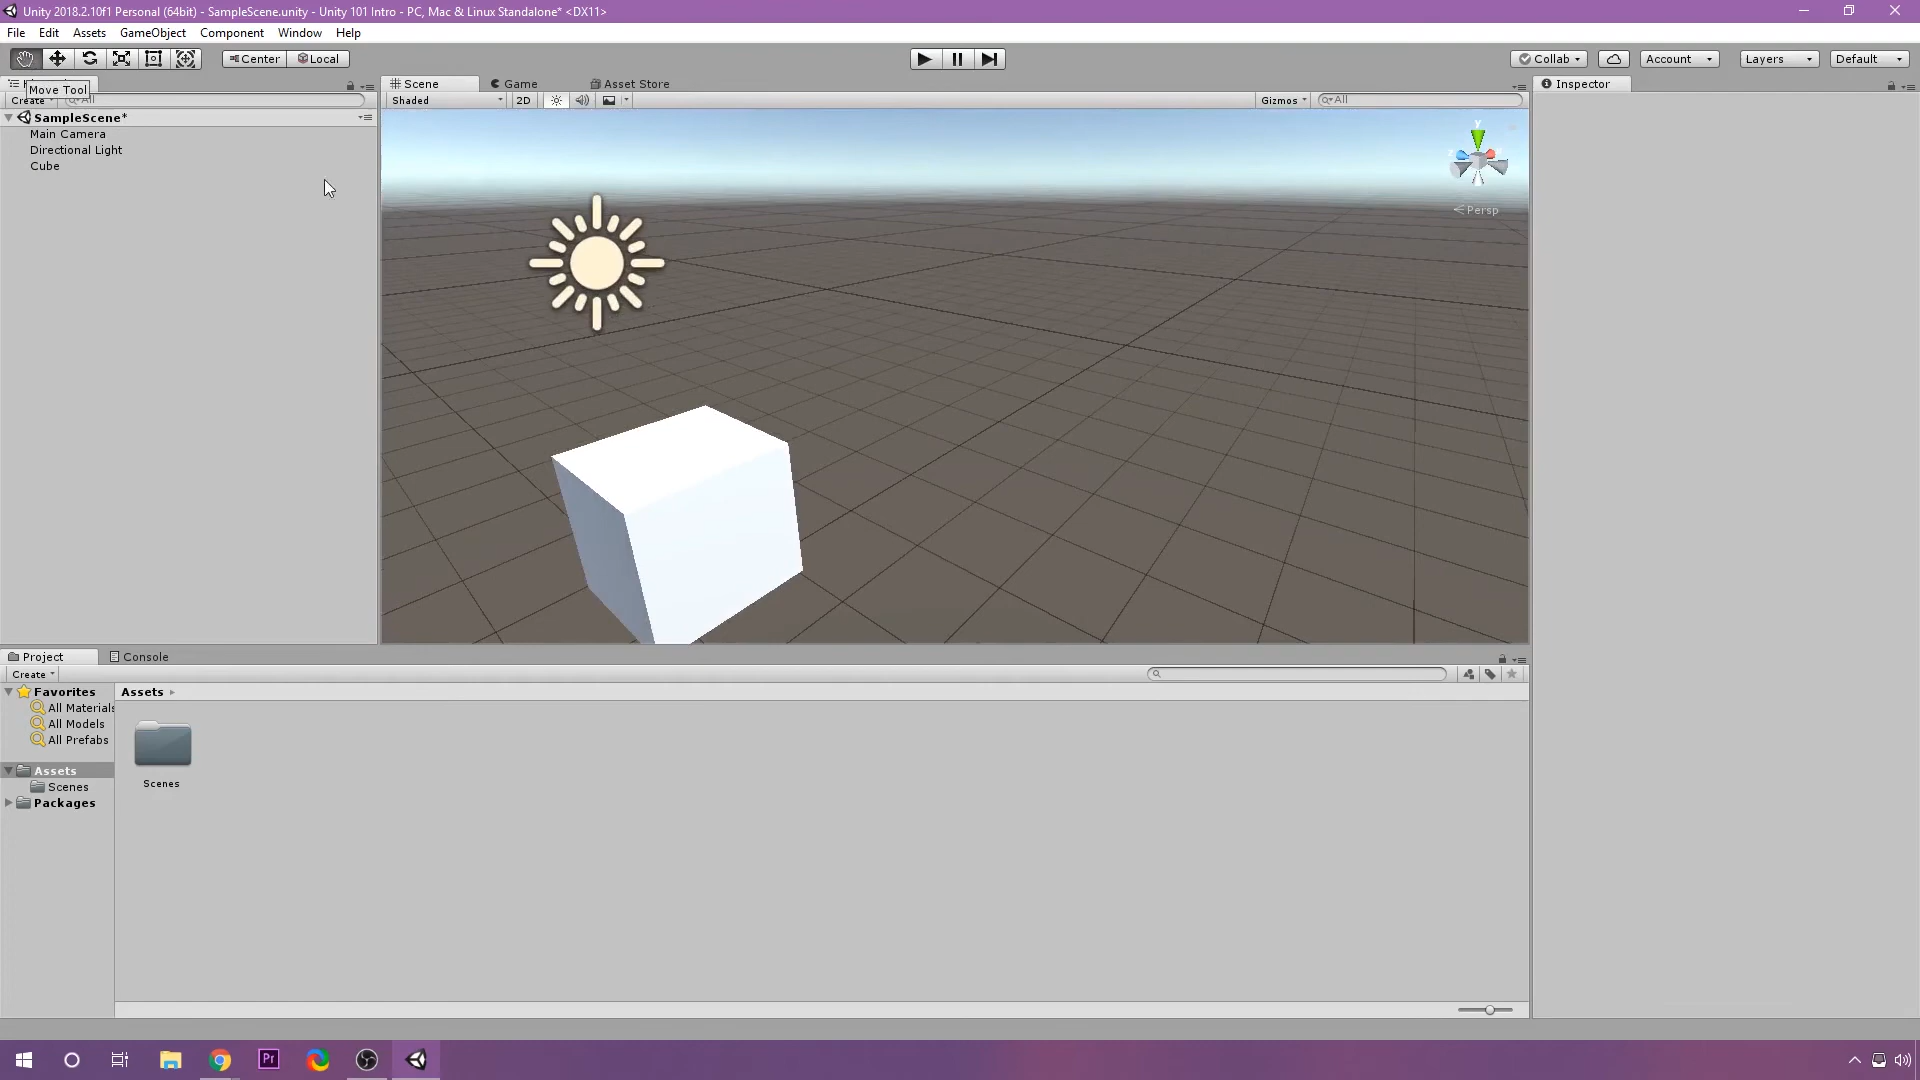 Unity 2018.2.10f1 Personal (64bit) - SampleScene.unity - Unity 101 Intro - PC, Mac & Linux Standalone* <DX11>
File Edit Assets GameObject Component Window Help
Center Local Collab Account Layers Default
Move Tool Scene Game Asset Store Inspector
Create All Shaded 2D Gizmos All
SampleScene*
Main Camera
Directional Light
Cube
y
Persp
Project Console
Create
Favorites Assets
All Materials
All Models
All Prefabs
Assets
Scenes
Packages
Scenes
Pr